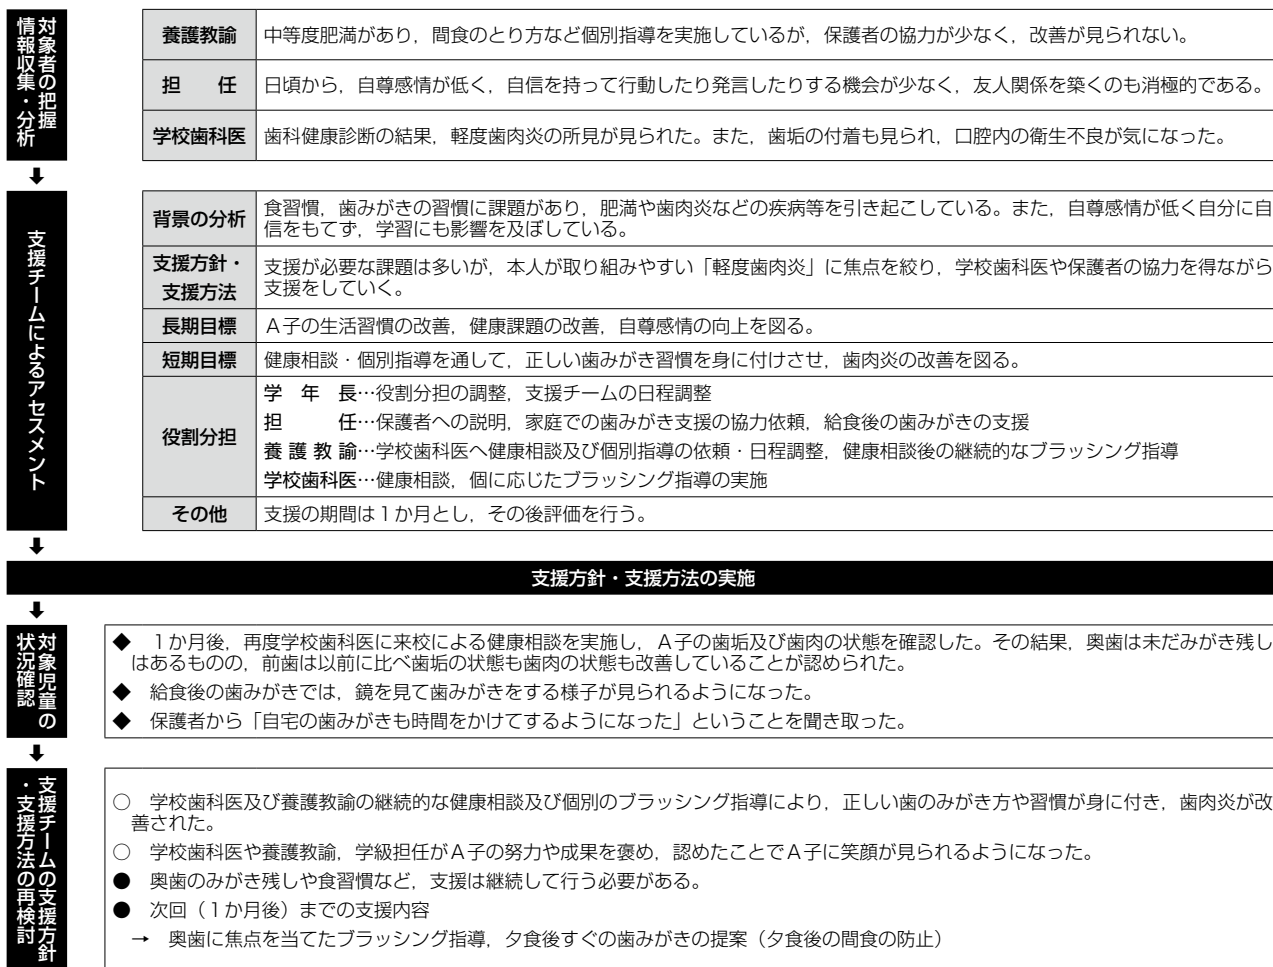 対象者の把握
情報収集・分析
養護教諭 中等度肥満があり，間食のとり方など個別指導を実施しているが，保護者の協力が少なく，改善が見られない。
担　任 日頃から，自尊感情が低く，自信を持って行動したり発言したりする機会が少なく，友人関係を築くのも消極的である。
学校歯科医 歯科健康診断の結果，軽度歯肉炎の所見が見られた。また，歯垢の付着も見られ，口腔内の衛生不良が気になった。
⬇
支援チームによるアセスメント
背景の分析 食習慣，歯みがきの習慣に課題があり，肥満や歯肉炎などの疾病等を引き起こしている。また，自尊感情が低く自分に自
信をもてず，学習にも影響を及ぼしている。
支援方針・
支援方法
支援が必要な課題は多いが，本人が取り組みやすい「軽度歯肉炎」に焦点を絞り，学校歯科医や保護者の協力を得ながら
支援をしていく。
長期目標 Ａ子の生活習慣の改善，健康課題の改善，自尊感情の向上を図る。
短期目標 健康相談・個別指導を通して，正しい歯みがき習慣を身に付けさせ，歯肉炎の改善を図る。
役割分担
学　年　長…役割分担の調整，支援チームの日程調整
担　　　任…保護者への説明，家庭での歯みがき支援の協力依頼，給食後の歯みがきの支援
養 護 教 諭…学校歯科医へ健康相談及び個別指導の依頼・日程調整，健康相談後の継続的なブラッシング指導
学校歯科医…健康相談，個に応じたブラッシング指導の実施
その他 支援の期間は１か月とし，その後評価を行う。
⬇
支援方針・支援方法の実施
⬇
対象児童の
状況確認
◆　１か月後，再度学校歯科医に来校による健康相談を実施し，Ａ子の歯垢及び歯肉の状態を確認した。その結果，奥歯は未だみがき残し
はあるものの，前歯は以前に比べ歯垢の状態も歯肉の状態も改善していることが認められた。
◆　給食後の歯みがきでは，鏡を見て歯みがきをする様子が見られるようになった。
◆　保護者から「自宅の歯みがきも時間をかけてするようになった」ということを聞き取った。
⬇
支援チームの支援方針
・支援方法の再検討
○　学校歯科医及び養護教諭の継続的な健康相談及び個別のブラッシング指導により，正しい歯のみがき方や習慣が身に付き，歯肉炎が改
善された。
○　学校歯科医や養護教諭，学級担任がＡ子の努力や成果を褒め，認めたことでＡ子に笑顔が見られるようになった。
●　奥歯のみがき残しや食習慣など，支援は継続して行う必要がある。
●　次回（１か月後）までの支援内容
→　奥歯に焦点を当てたブラッシング指導，夕食後すぐの歯みがきの提案（夕食後の間食の防止）